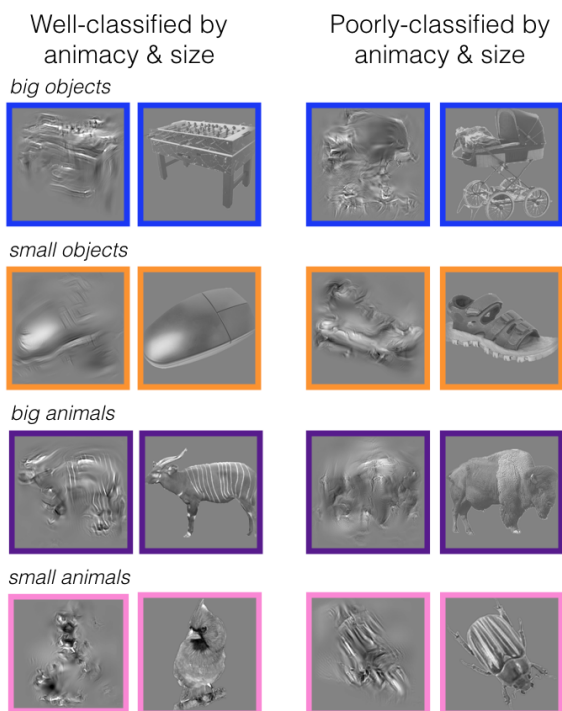 Well-classified by
animacy & size
Poorly-classified by
animacy & size
big objects
small objects
big animals
small animals